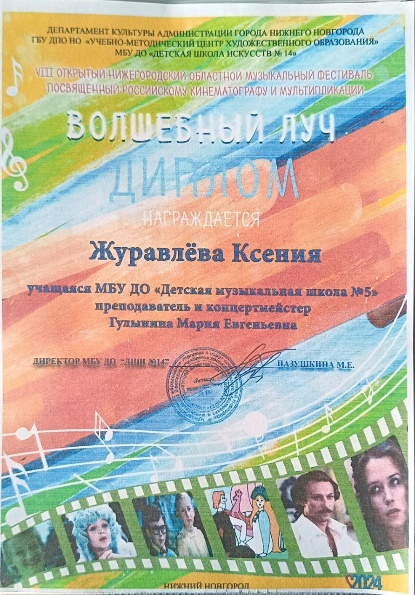 ДЕПАРТАМЕНТ КУЛЬТУРЫ АДМИНИСТРАЦИИ ГОРОДА НИЖНЕГО НОВГОРОДА
ГБУ ДПО НО «УЧЕБНО-МЕТОДИЧЕСКИЙ ЦЕНТР ХУДОЖЕСТВЕННОГО ОБРАЗОВАНИЯ»
МБУ ДО «ДЕТСКАЯ ШКОЛА ИСКУССТВ № 14»
VIII ОТКРЫТЫЙ НИЖЕГОРОДСКИЙ ОБЛАСТНОЙ МУЗЫКАЛЬНЫЙ ФЕСТИВАЛЬ,
ПОСВЯЩЕННЫЙ РОССИЙСКОМУ КИНЕМАТОГРАФУ И МУЛЬТИПЛИКАЦИИ
ВОЛШЕБНЫЙ ЛУЧ
ДИПЛОМ
НАГРАЖДАЕТСЯ
Журавлёва Ксения
учащаяся МБУ ДО «Детская музыкальная школа №5»
преподаватель и концертмейстер
Гулынина Мария Евгеньевна
ДИРЕКТОР МБУ ДО "ДШИ №14" НАЗУШКИНА М.Е.
НИЖНИЙ НОВГОРОД
2024